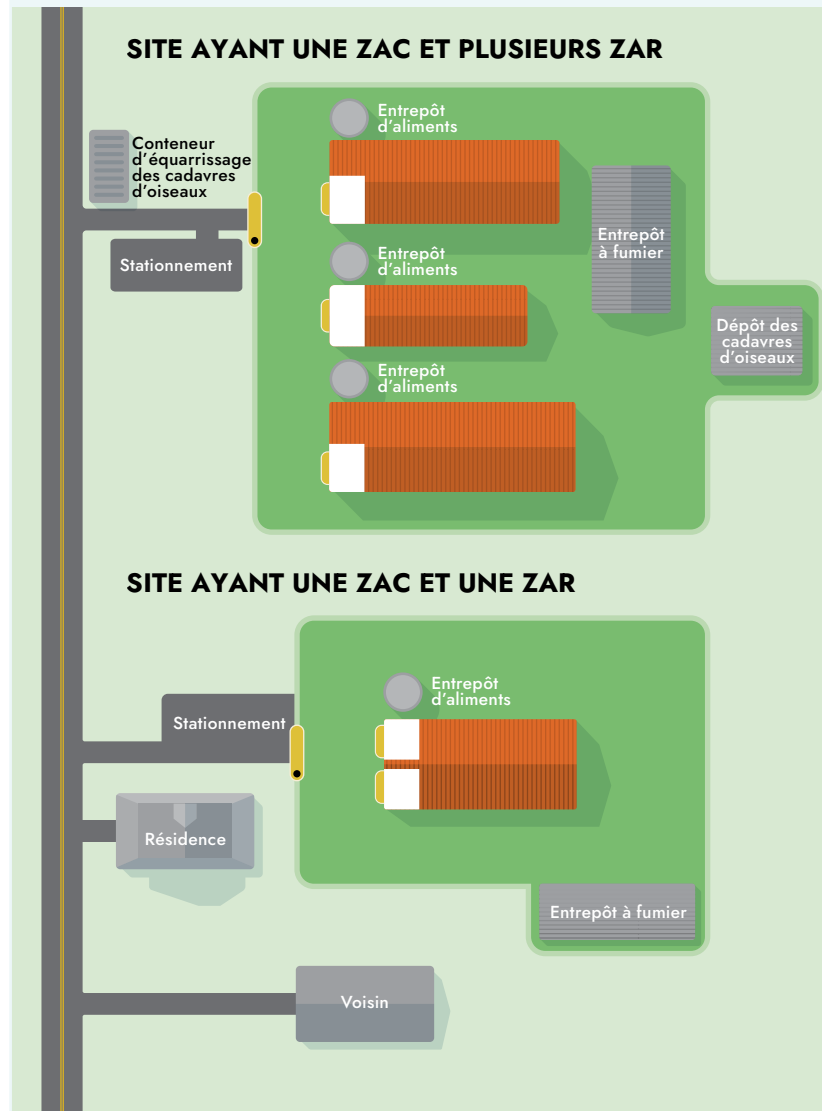 SITE AYANT UNE ZAC ET PLUSIEURS ZAR
Entrepôt
d'aliments
Conteneur
d'équarrissage
des cadavres
d'oiseaux
Entrepôt
à fumier
Stationnement
Entrepôt
d'aliments
Dépôt des
cadavres
d'oiseaux
Entrepôt
d'aliments
SITE AYANT UNE ZAC ET UNE ZAR
Entrepôt
d'aliments
Stationnement
Résidence
Entrepôt à fumier
Voisin